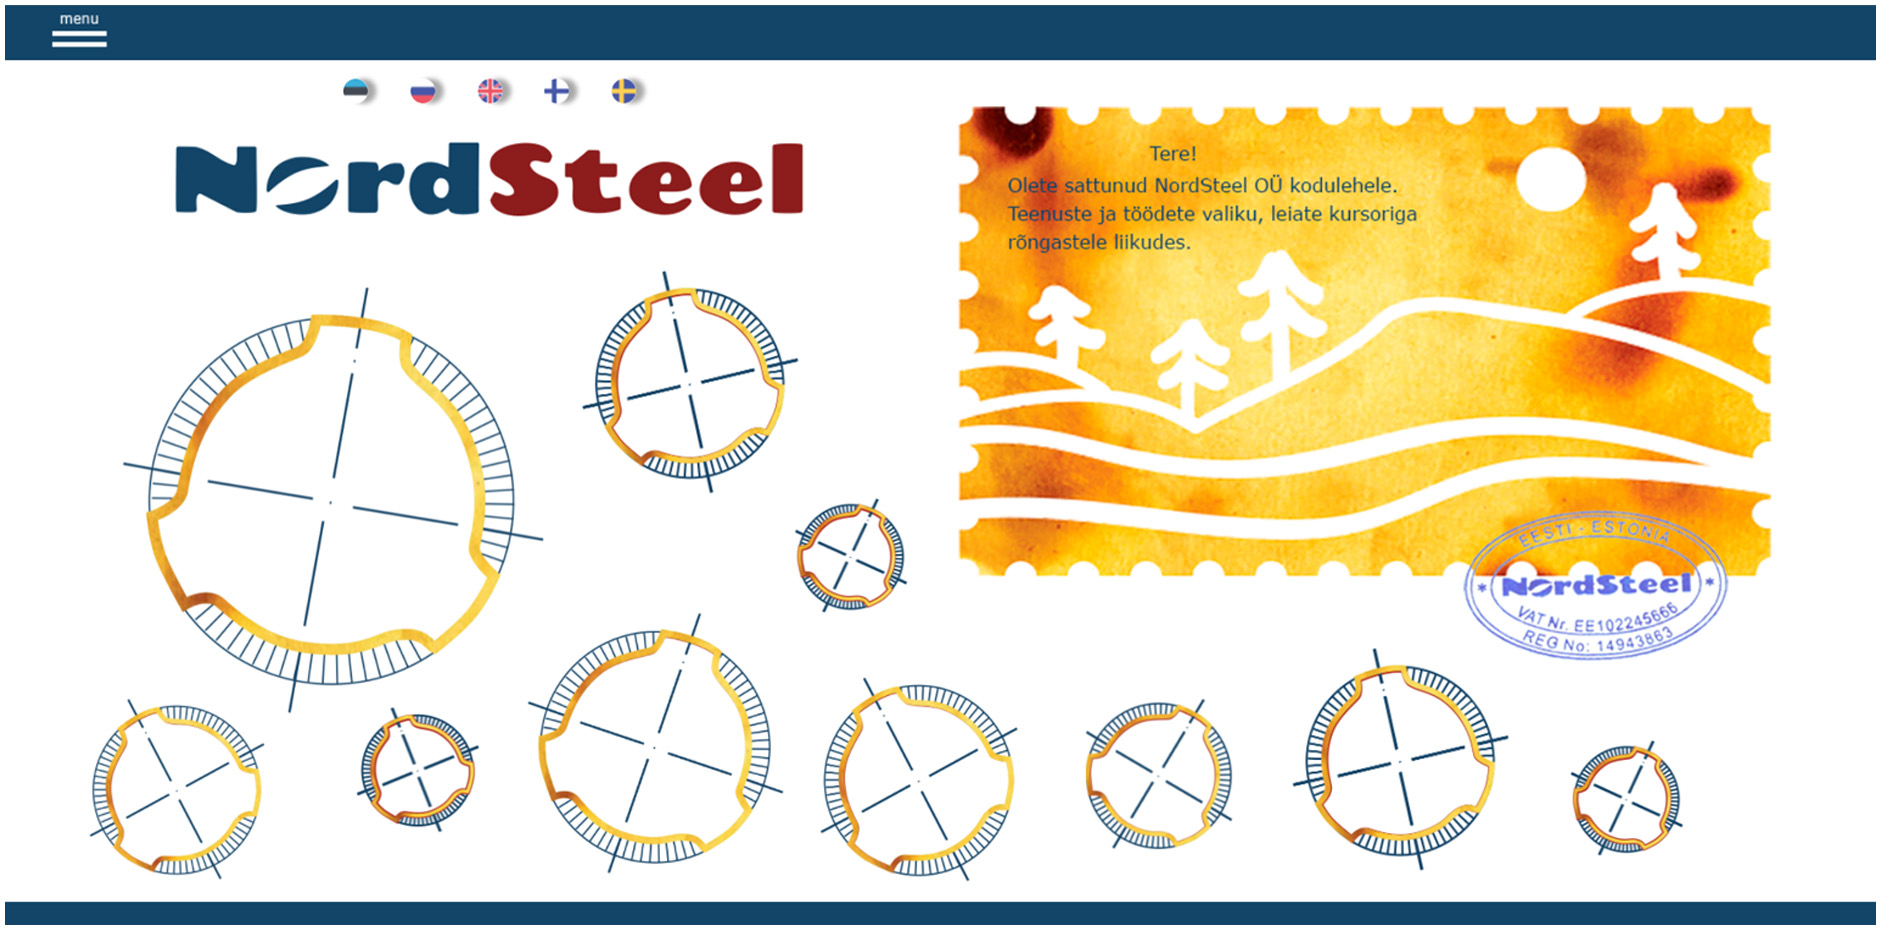 menu
NordSteel
Tere!
Olete sattunud NordSteel OÜ kodulehele.
Teenuste ja töödete valiku, leiate kursoriga
rõngastele liikudes.
EESTI - ESTONIA
* NordSteel *
VAT Nr. EE102245666
REG No: 14943863